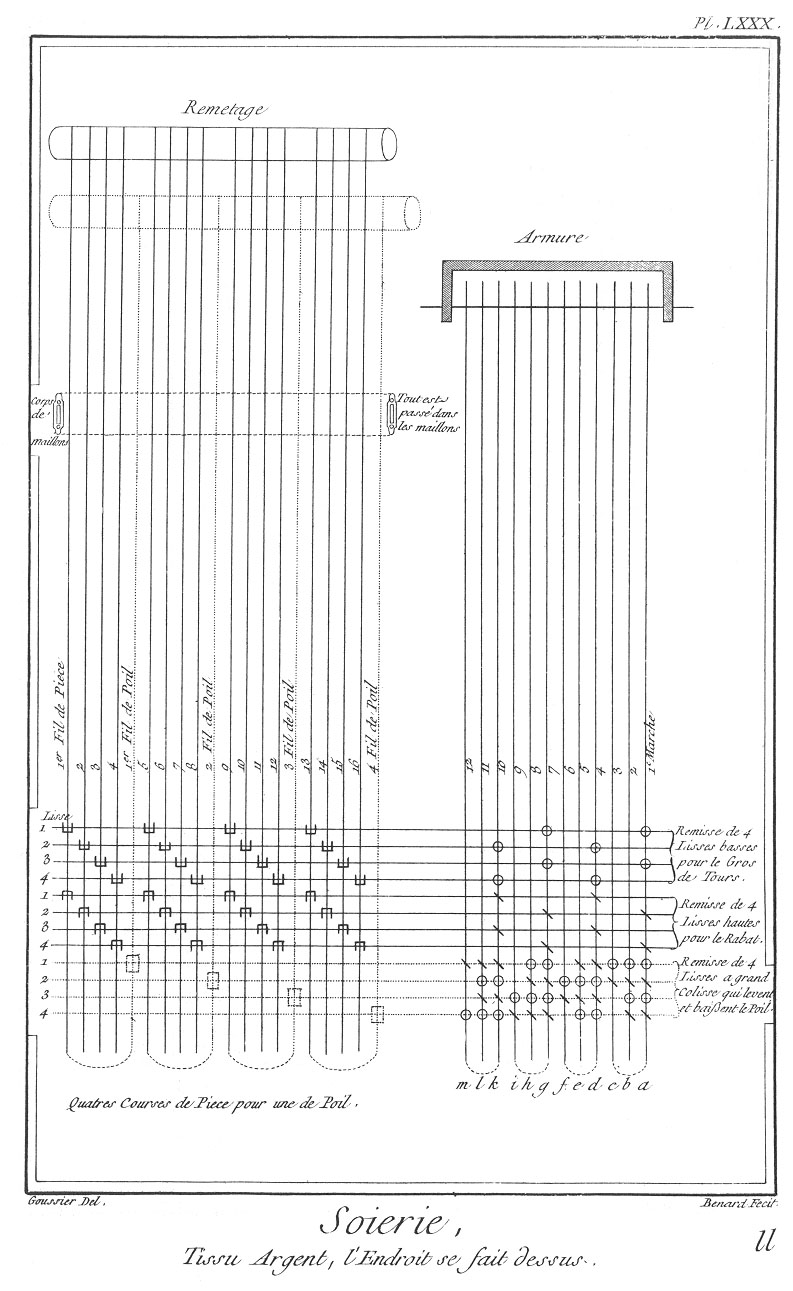 Pl. LXXX.
Remetage
Armure
Corps
de
maillons
Tout est
passé dans
les maillons
1er Fil de Piece
2
3
4
1er Fil de Poil
5
6
7
8
2 Fil de Poil
9
10
11
12
3 Fil de Poil
13
14
15
16
4 Fil de Poil
12
11
10
9
8
7
6
5
4
3
2
1e Marche
Lisse
1
2
3
4
1
2
3
4
1
2
3
4
Remisse de 4
Lisses basses
pour le Gros
de Tours.
Remisse de 4
Lisses hautes
pour le Rabat.
Remisse de 4
Lisses a grand
Colisse qui levent
et baissent le Poil.
m l k i h g f e d c b a
Quatres Courses de Piece pour une de Poil.
Goussier Del.
Benard Fecit
Soierie,
ll
Tissu Argent, l'Endroit se fait dessus.